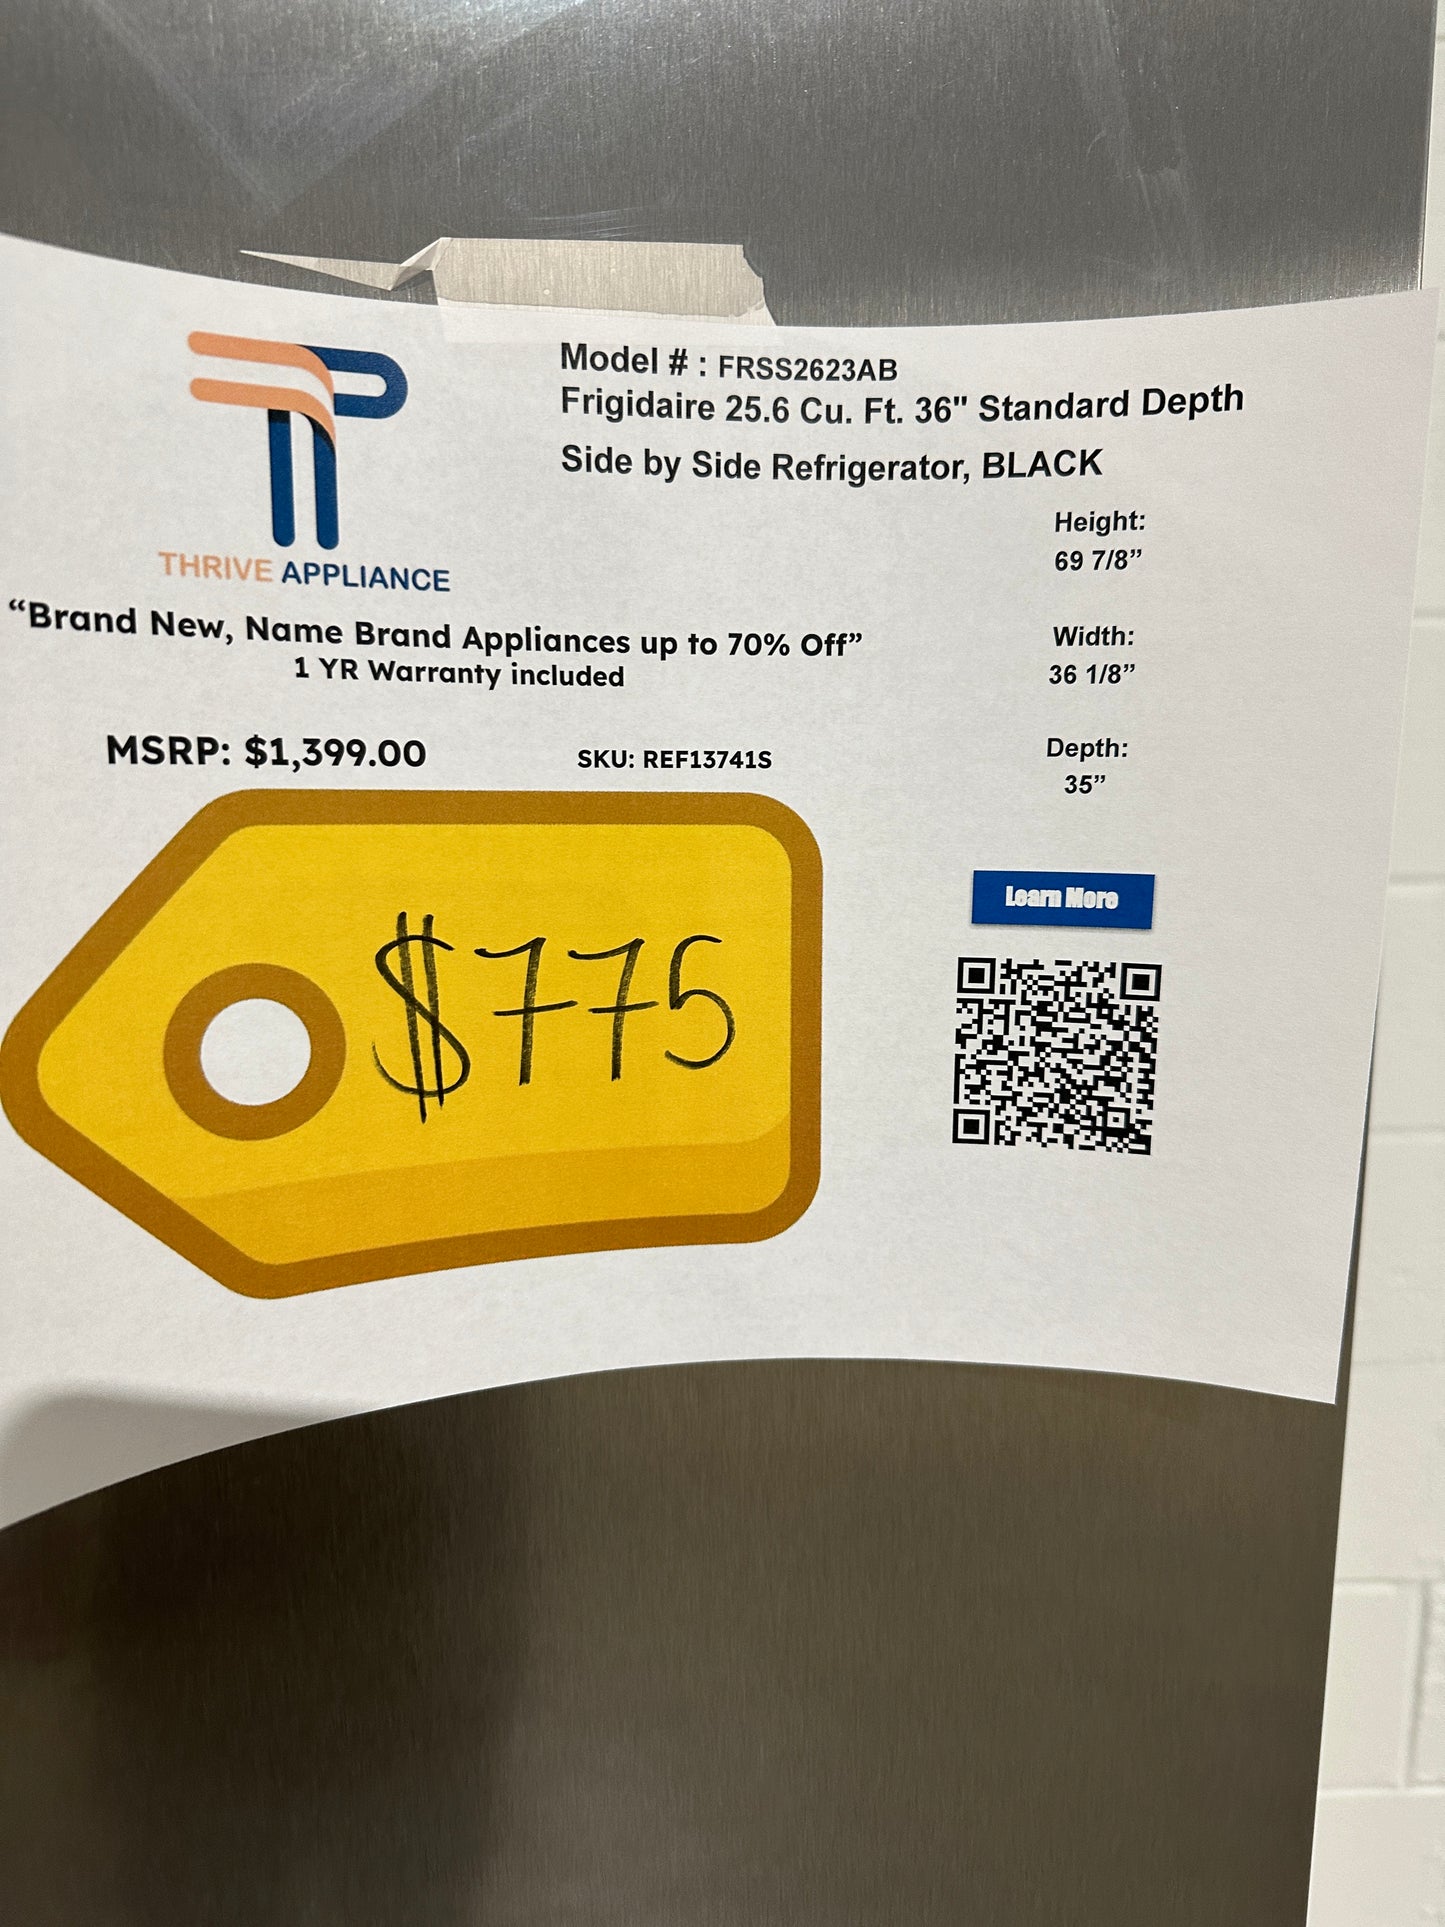 Model # : FRSS2623AB
Frigidaire 25.6 Cu. Ft. 36" Standard Depth
Side by Side Refrigerator, BLACK
THRIVE APPLIANCE
“Brand New, Name Brand Appliances up to 70% Off”
1 YR Warranty included
MSRP: $1,399.00
SKU: REF13741S
Height:
69 7/8”
Width:
36 1/8”
Depth:
35”
Learn More
$775